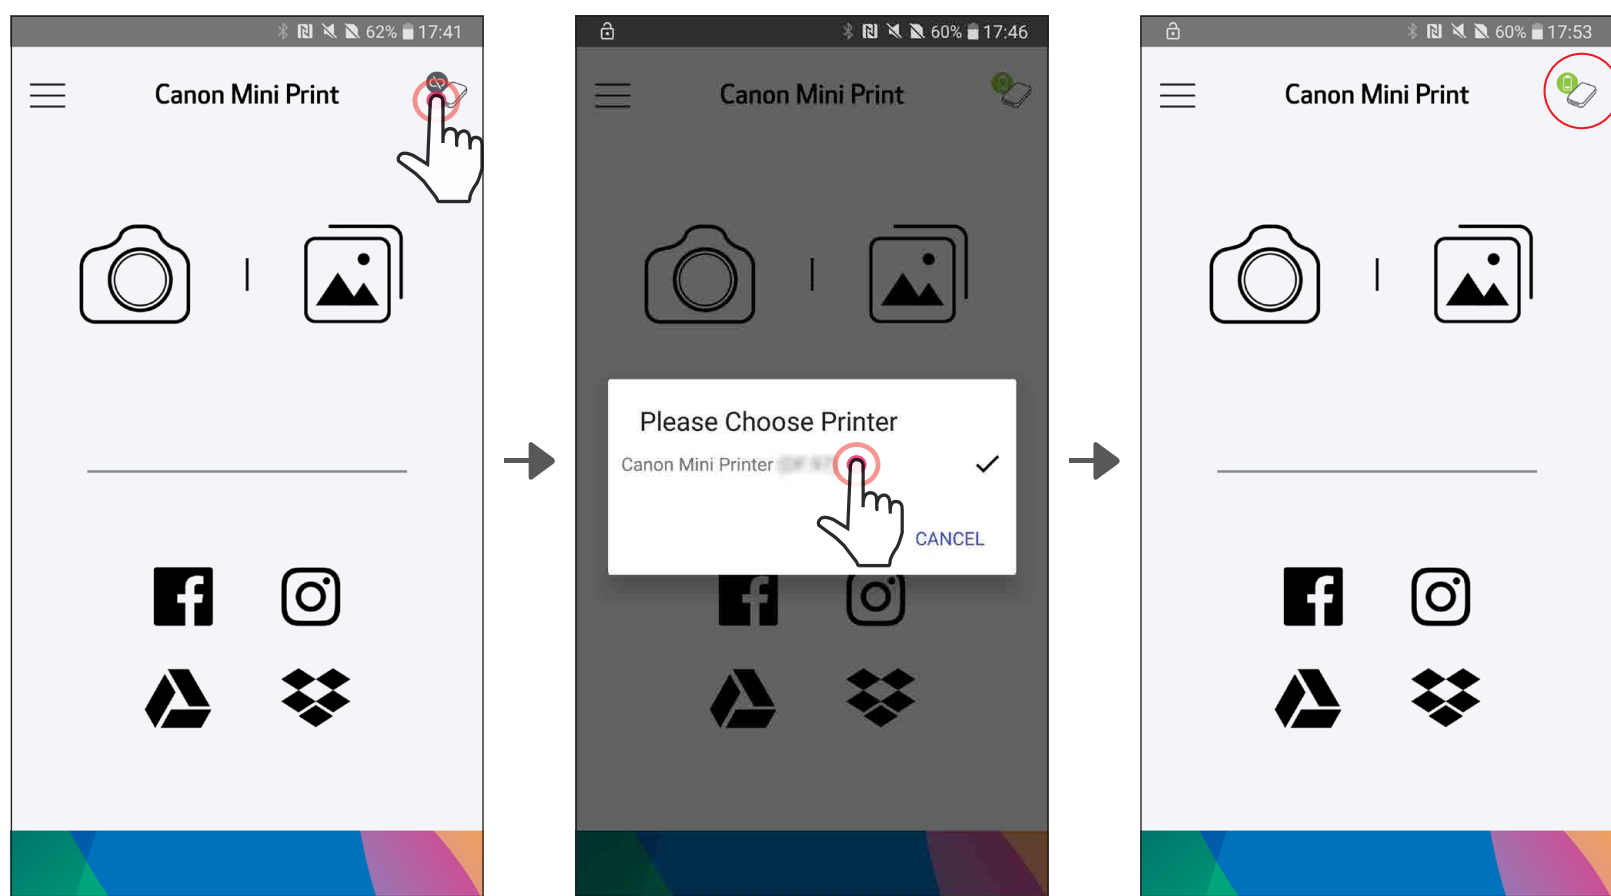 62% 17:41
Canon Mini Print
60% 17:46
Canon Mini Print
Please Choose Printer
Canon Mini Printer
CANCEL
60% 17:53
Canon Mini Print